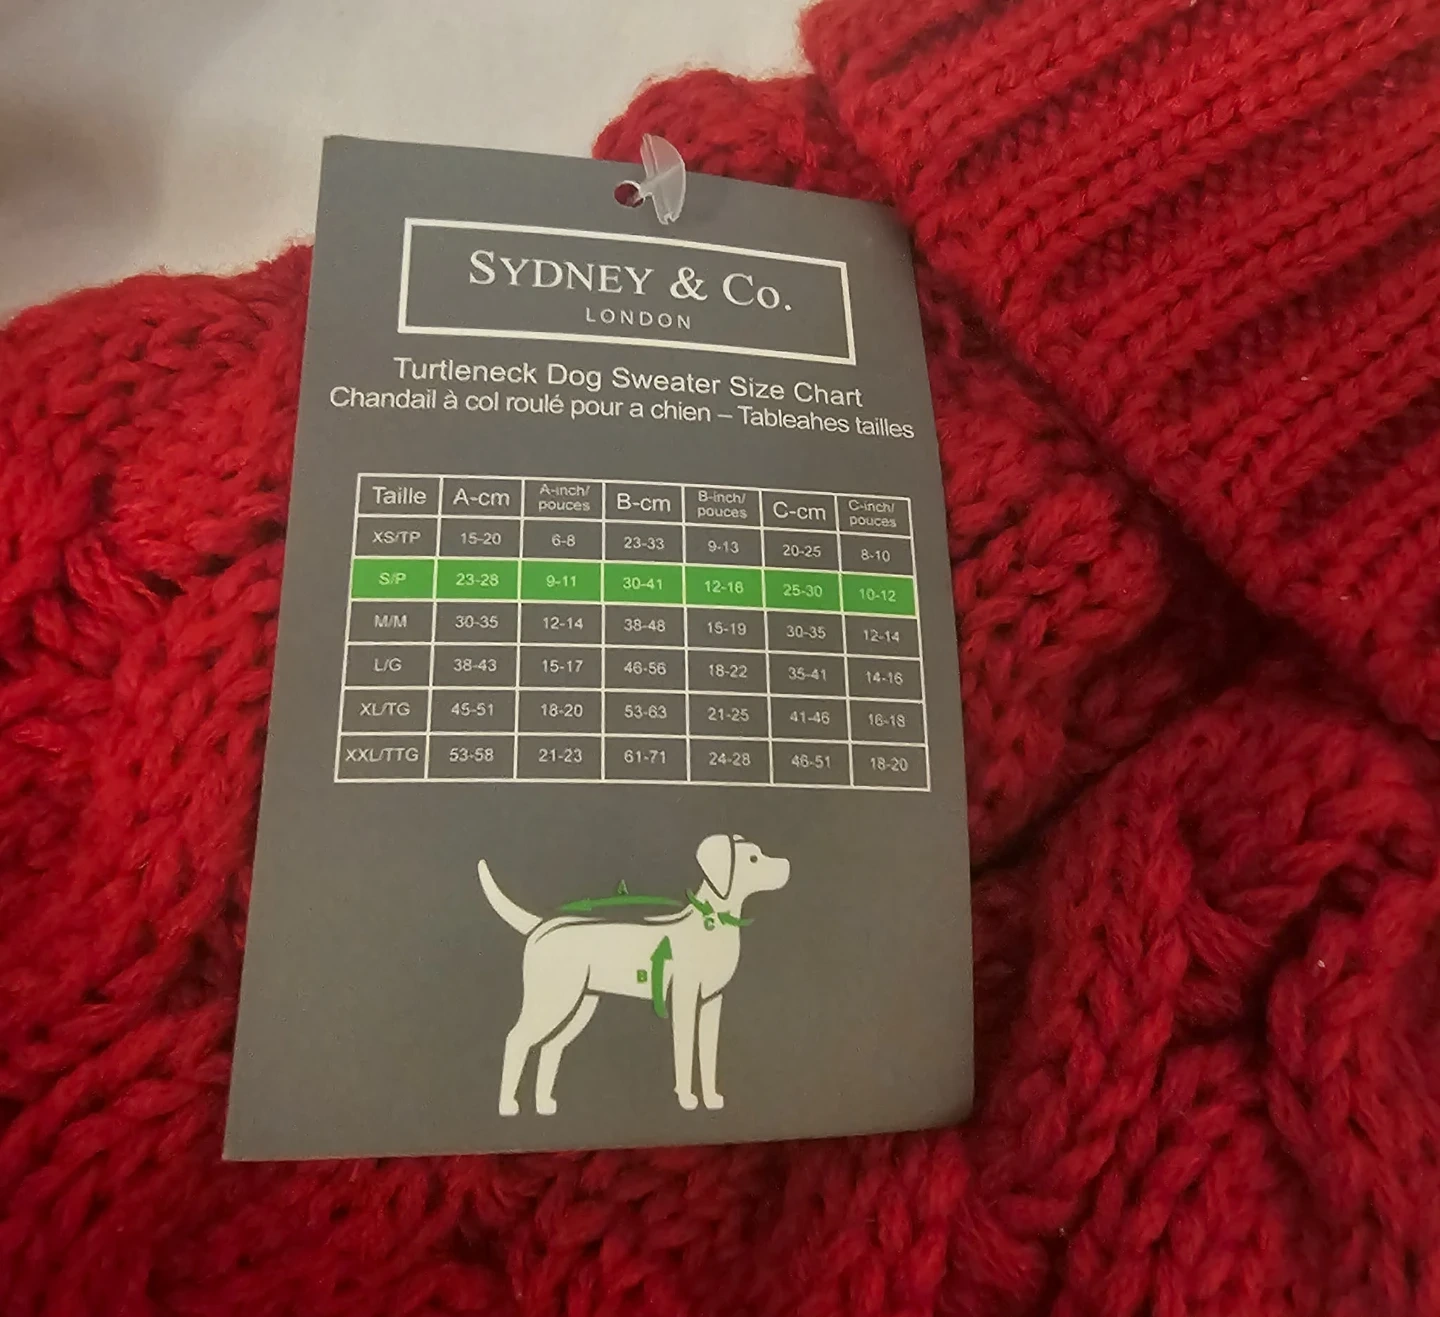 SYDNEY & Co.
LONDON
Turtleneck Dog Sweater Size Chart
Chandail à col roulé pour a chien – Tableahes tailles
Taille A-cm A-inch/ pouces B-cm B-inch/ pouces C-cm C-inch/ pouces
XS/TP 15-20 6-8 23-33 9-13 20-25 8-10
S/P 23-28 9-11 30-41 12-16 25-30 10-12
M/M 30-35 12-14 38-48 15-19 30-35 12-14
L/G 38-43 15-17 46-56 18-22 35-41 14-16
XL/TG 45-51 18-20 53-63 21-25 41-46 16-18
XXL/TTG 53-58 21-23 61-71 24-28 46-51 18-20
A
C
B